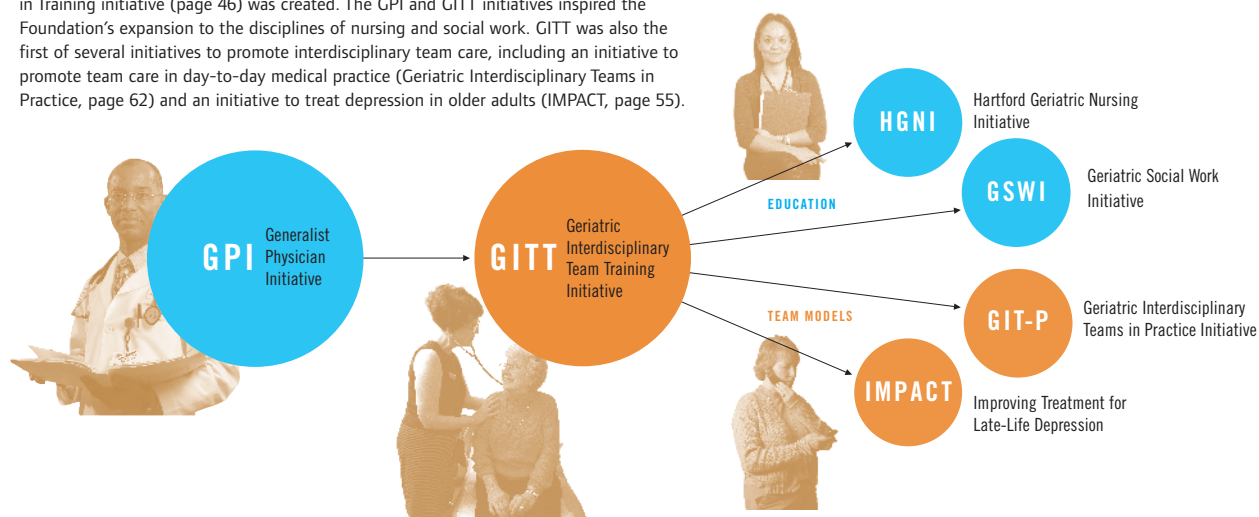 in Training initiative (page 46) was created. The GPI and GITT initiatives inspired the
Foundation's expansion to the disciplines of nursing and social work. GITT was also the
first of several initiatives to promote interdisciplinary team care, including an initiative to
promote team care in day-to-day medical practice (Geriatric Interdisciplinary Teams in
Practice, page 62) and an initiative to treat depression in older adults (IMPACT, page 55).
GPI
Generalist
Physician
Initiative
GITT
Geriatric
Interdisciplinary
Team Training
Initiative
EDUCATION
HGNI
Hartford Geriatric Nursing
Initiative
GSWI
Geriatric Social Work
Initiative
TEAM MODELS
GIT-P
Geriatric Interdisciplinary
Teams in Practice Initiative
IMPACT
Improving Treatment for
Late-Life Depression